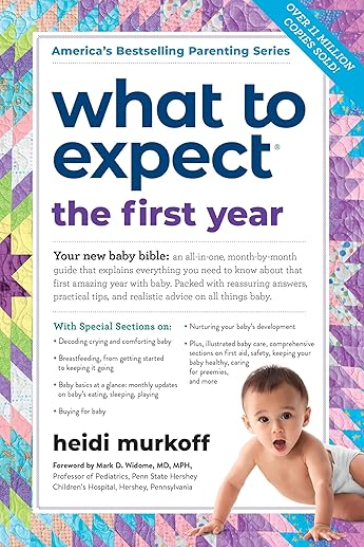 America's Bestselling Parenting Series
OVER 11 MILLION
COPIES SOLD!
what to
expect®
the first year
Your new baby bible: an all-in-one, month-by-month
guide that explains everything you need to know about that
first amazing year with baby. Packed with reassuring answers,
practical tips, and realistic advice on all things baby.
With Special Sections on:
• Decoding crying and comforting baby
• Breastfeeding, from getting started
to keeping it going
• Baby basics at a glance: monthly updates
on baby's eating, sleeping, playing
• Buying for baby
• Nurturing your baby's development
• Plus, illustrated baby care, comprehensive
sections on first aid, safety, keeping your
baby healthy, caring
for preemies,
and more
heidi murkoff
Foreword by Mark D. Widome, MD, MPH,
Professor of Pediatrics, Penn State Hershey
Children's Hospital, Hershey, Pennsylvania